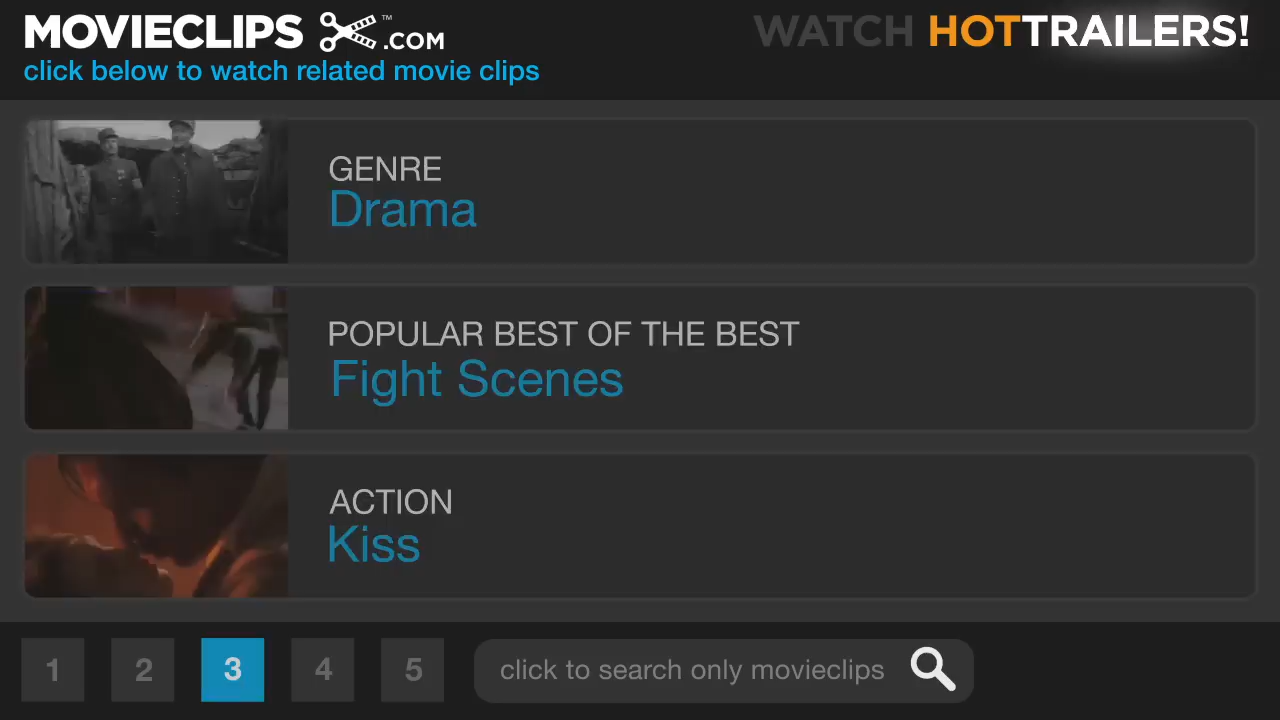 MOVIECLIPS ™ .COM
WATCH HOTTRAILERS!
click below to watch related movie clips
GENRE
Drama
POPULAR BEST OF THE BEST
Fight Scenes
ACTION
Kiss
1 2 3 4 5 click to search only movieclips